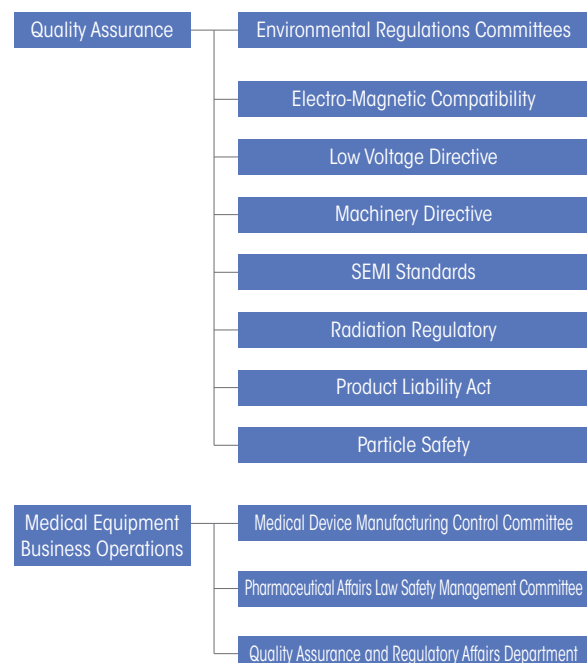 Quality Assurance
Environmental Regulations Committees
Electro-Magnetic Compatibility
Low Voltage Directive
Machinery Directive
SEMI Standards
Radiation Regulatory
Product Liability Act
Particle Safety
Medical Equipment
Business Operations
Medical Device Manufacturing Control Committee
Pharmaceutical Affairs Law Safety Management Committee
Quality Assurance and Regulatory Affairs Department